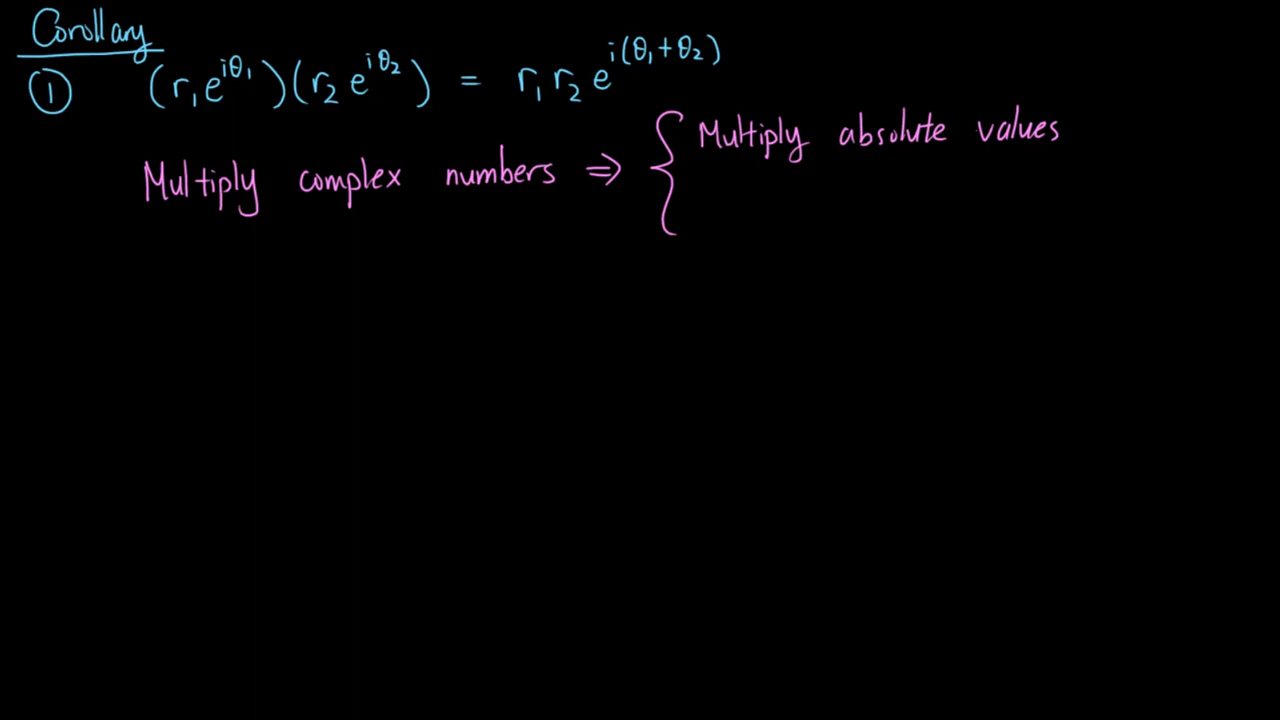 Corollary
① (r₁e^{iθ₁})(r₂e^{iθ₂}) = r₁r₂e^{i(θ₁+θ₂)}
Multiply complex numbers ⇒ { Multiply absolute values